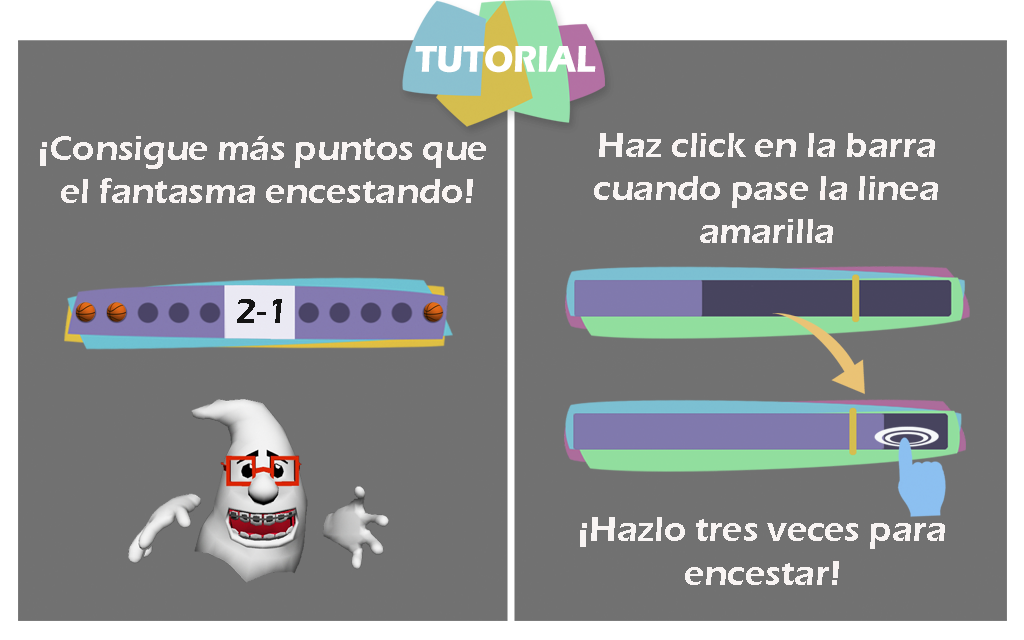 TUTORIAL
¡Consigue más puntos que
el fantasma encestando!
2-1
Haz click en la barra
cuando pase la linea
amarilla
¡Hazlo tres veces para
encestar!